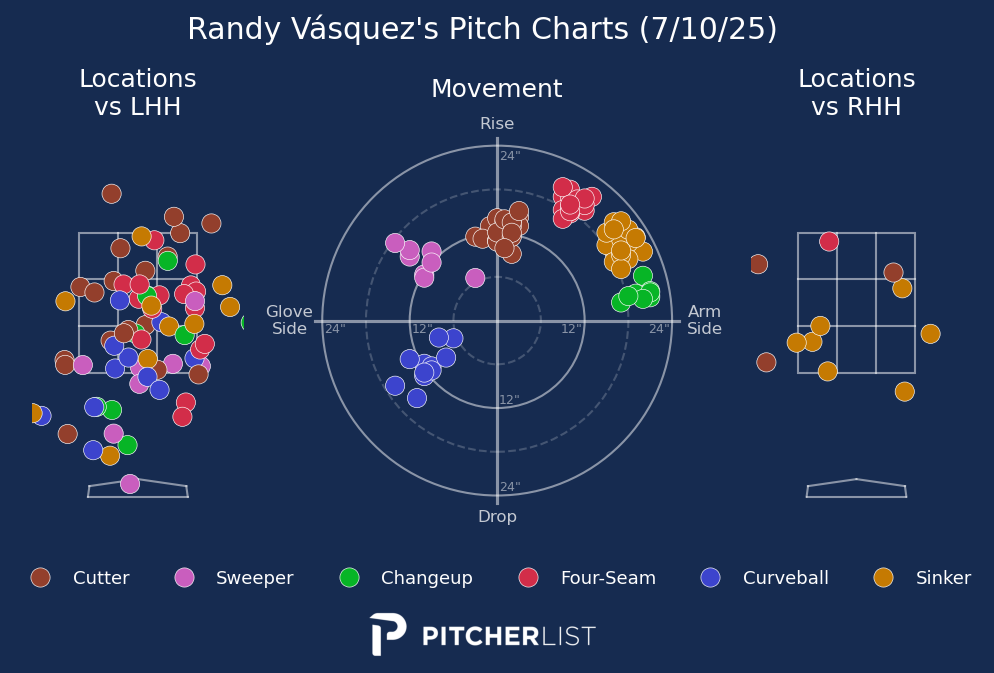 Randy Vásquez's Pitch Charts (7/10/25)
Locations
vs LHH
Movement
Locations
vs RHH
Rise
24"
Glove
Side
24"
12"
12"
24"
Arm
Side
12"
24"
Drop
Cutter
Sweeper
Changeup
Four-Seam
Curveball
Sinker
PITCHERLIST